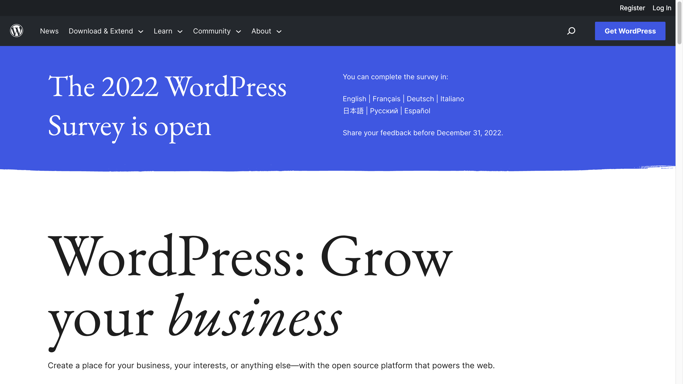 Register Log In
News Download & Extend Learn Community About Get WordPress
The 2022 WordPress
Survey is open
You can complete the survey in:
English | Français | Deutsch | Italiano
日本語 | Русский | Español
Share your feedback before December 31, 2022.
WordPress: Grow
your business
Create a place for your business, your interests, or anything else—with the open source platform that powers the web.